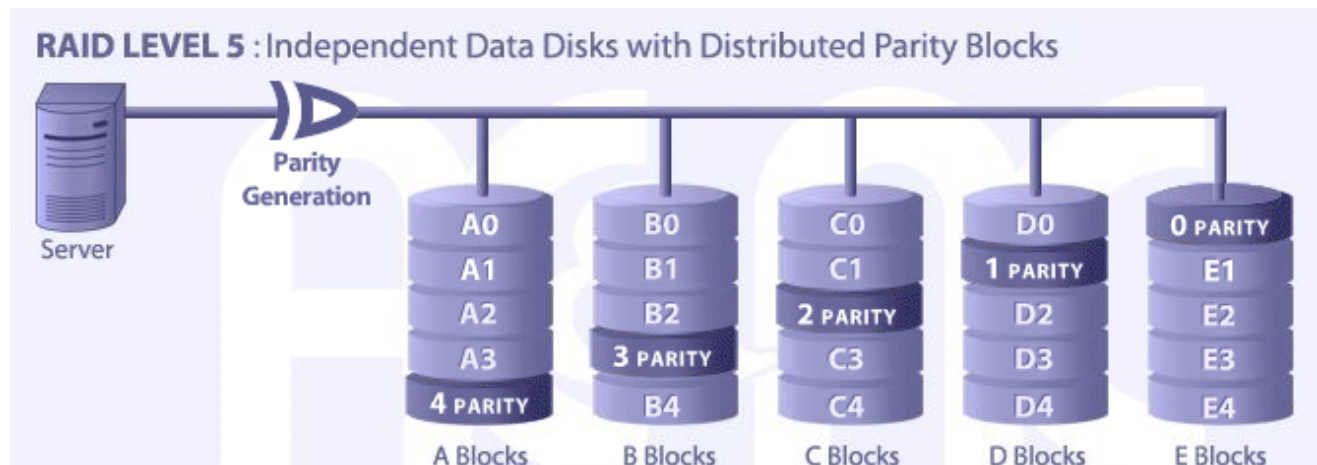 RAID LEVEL 5 : Independent Data Disks with Distributed Parity Blocks
Parity
Generation
Server
A0 B0 C0 D0 0 PARITY
A1 B1 C1 1 PARITY E1
A2 B2 2 PARITY D2 E2
A3 3 PARITY C3 D3 E3
4 PARITY B4 C4 D4 E4
A Blocks B Blocks C Blocks D Blocks E Blocks